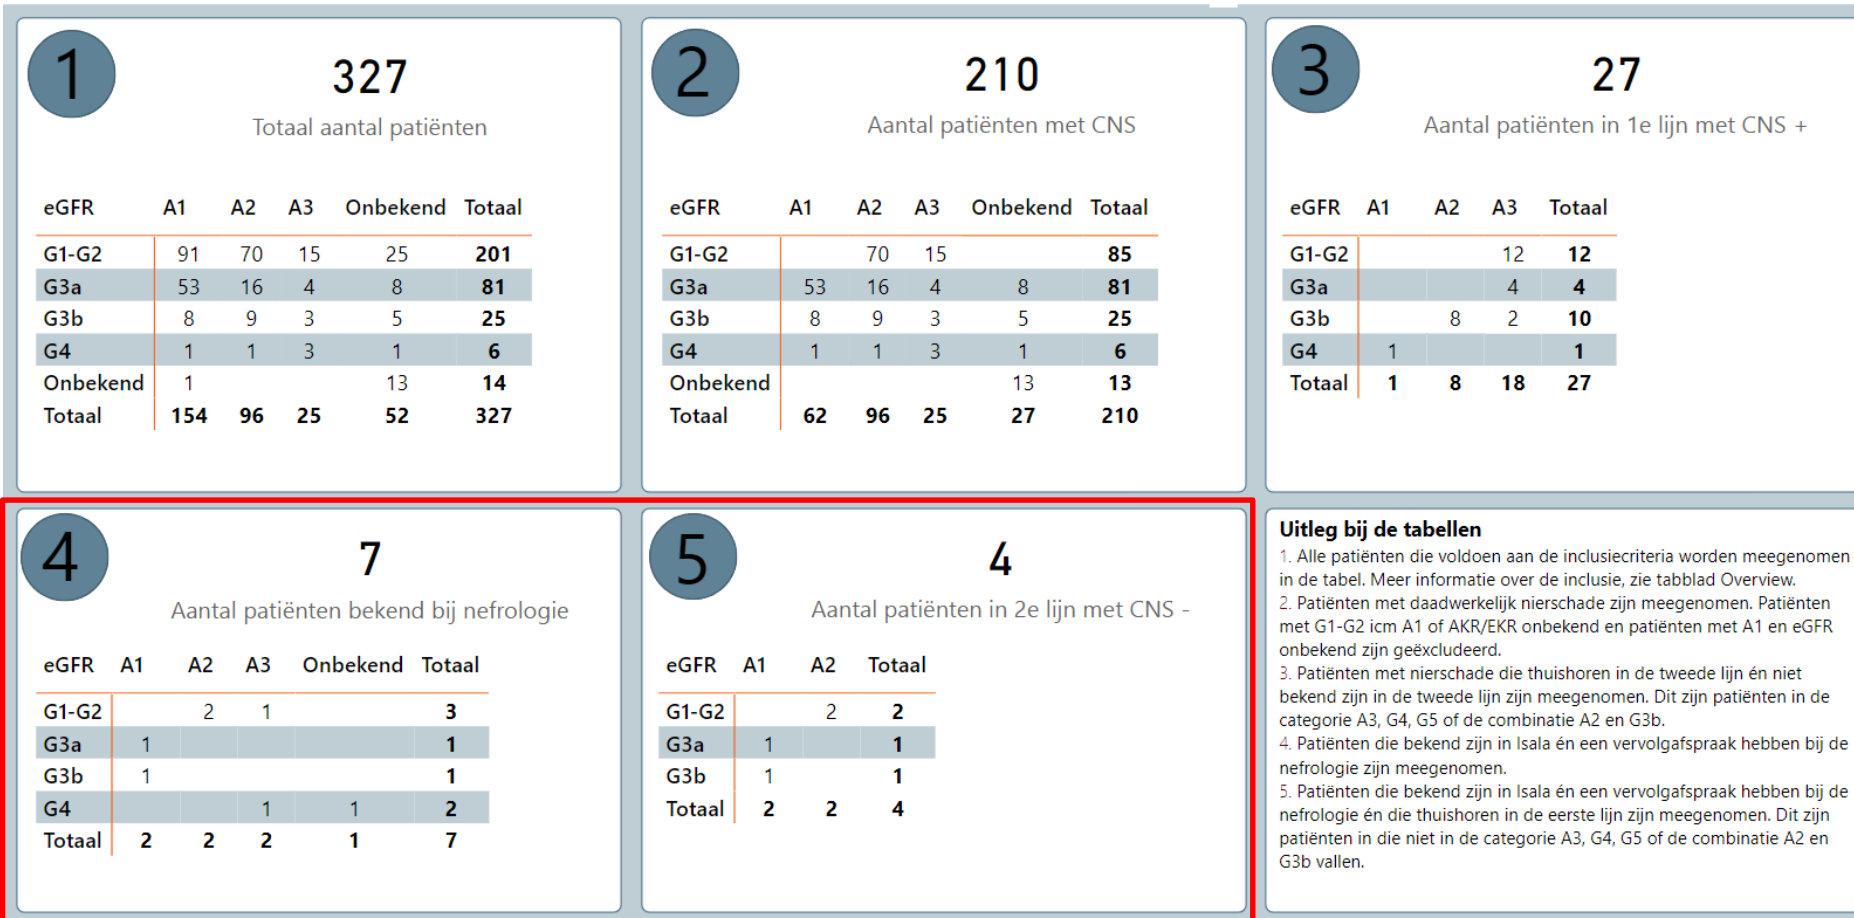 1
327
Totaal aantal patiënten
eGFR A1 A2 A3 Onbekend Totaal
G1-G2 91 70 15 25 201
G3a 53 16 4 8 81
G3b 8 9 3 5 25
G4 1 1 3 1 6
Onbekend 1 13 14
Totaal 154 96 25 52 327
2
210
Aantal patiënten met CNS
eGFR A1 A2 A3 Onbekend Totaal
G1-G2 70 15 85
G3a 53 16 4 8 81
G3b 8 9 3 5 25
G4 1 1 3 1 6
Onbekend 13 13
Totaal 62 96 25 27 210
3
27
Aantal patiënten in 1e lijn met CNS +
eGFR A1 A2 A3 Totaal
G1-G2 12 12
G3a 4 4
G3b 8 2 10
G4 1 1
Totaal 1 8 18 27
4
7
Aantal patiënten bekend bij nefrologie
eGFR A1 A2 A3 Onbekend Totaal
G1-G2 2 1 3
G3a 1 1
G3b 1 1
G4 1 1 2
Totaal 2 2 2 1 7
5
4
Aantal patiënten in 2e lijn met CNS -
eGFR A1 A2 Totaal
G1-G2 2 2
G3a 1 1
G3b 1 1
Totaal 2 2 4
Uitleg bij de tabellen
1. Alle patiënten die voldoen aan de inclusiecriteria worden meegenomen
in de tabel. Meer informatie over de inclusie, zie tabblad Overview.
2. Patiënten met daadwerkelijk nierschade zijn meegenomen. Patiënten
met G1-G2 icm A1 of AKR/EKR onbekend en patiënten met A1 en eGFR
onbekend zijn geëxcludeerd.
3. Patiënten met nierschade die thuishoren in de tweede lijn én niet
bekend zijn in de tweede lijn zijn meegenomen. Dit zijn patiënten in de
categorie A3, G4, G5 of de combinatie A2 en G3b.
4. Patiënten die bekend zijn in Isala én een vervolgafspraak hebben bij de
nefrologie zijn meegenomen.
5. Patiënten die bekend zijn in Isala én een vervolgafspraak hebben bij de
nefrologie én die thuishoren in de eerste lijn zijn meegenomen. Dit zijn
patiënten in die niet in de categorie A3, G4, G5 of de combinatie A2 en
G3b vallen.